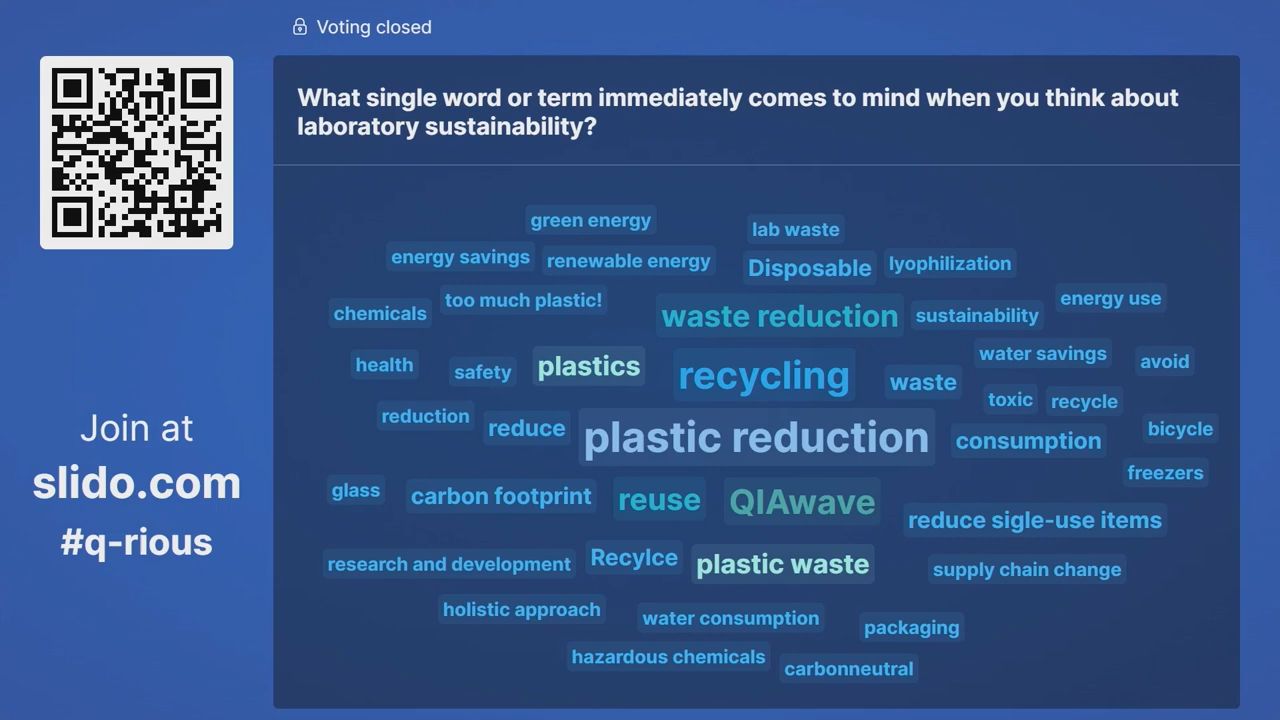 Voting closed
What single word or term immediately comes to mind when you think about
laboratory sustainability?
green energy
lab waste
energy savings
renewable energy
Disposable
lyophilization
chemicals
too much plastic!
waste reduction
sustainability
energy use
health
safety
plastics
recycling
waste
water savings
avoid
toxic
recycle
reduction
reduce
plastic reduction
consumption
bicycle
freezers
glass
carbon footprint
reuse
QIAwave
reduce sigle-use items
research and development
Recylce
plastic waste
supply chain change
holistic approach
water consumption
packaging
hazardous chemicals
carbonneutral
Join at
slido.com
#q-rious